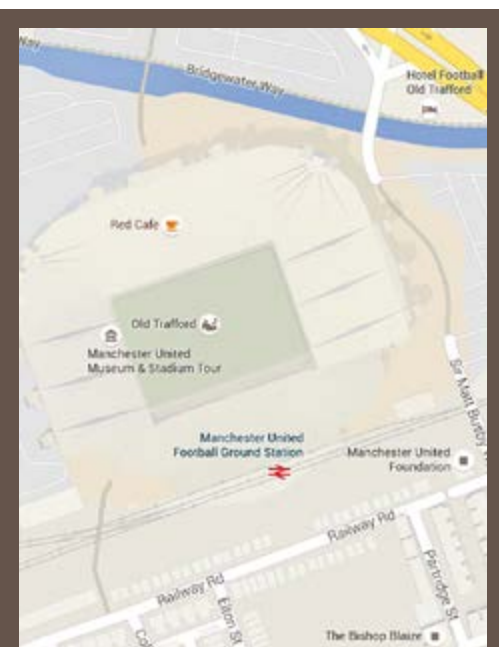 Way
Bridgewater Way
Hotel Football
Old Trafford
Red Cafe
Old Trafford
Manchester United
Museum & Stadium Tour
Sir Matt Busby
Manchester United
Football Ground Station
Manchester United
Foundation
Railway Rd
Railway Rd
Partridge St
Elton St
The Bishop Blaize